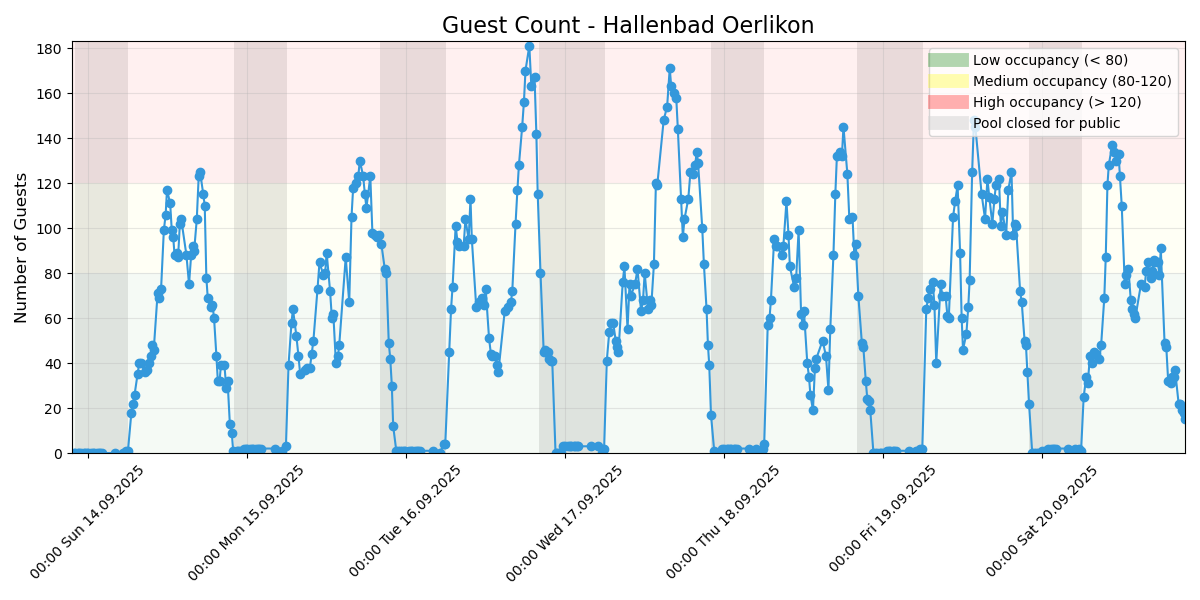 Guest Count - Hallenbad Oerlikon
Number of Guests
180
160
140
120
100
80
60
40
20
0
Low occupancy (< 80)
Medium occupancy (80-120)
High occupancy (> 120)
Pool closed for public
00:00 Sun 14.09.2025
00:00 Mon 15.09.2025
00:00 Tue 16.09.2025
00:00 Wed 17.09.2025
00:00 Thu 18.09.2025
00:00 Fri 19.09.2025
00:00 Sat 20.09.2025